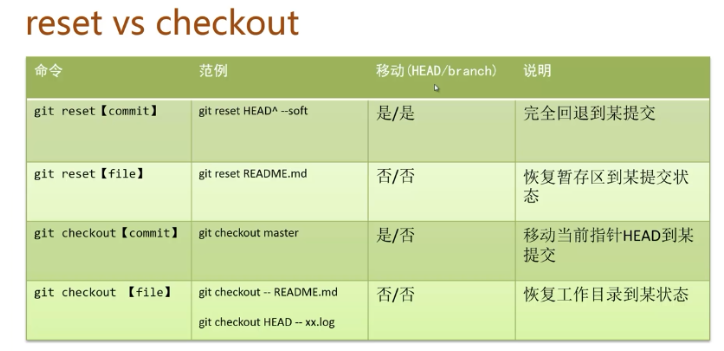 reset vs checkout
命令 范例 移动(HEAD/branch) 说明
git reset【commit】 git reset HEAD^ --soft 是/是 完全回退到某提交
git reset【file】 git reset README.md 否/否 恢复暂存区到某提交状
态
git checkout【commit】 git checkout master 是/否 移动当前指针HEAD到某
提交
git checkout 【file】 git checkout -- README.md 否/否 恢复工作目录到某状态
git checkout HEAD -- xx.log